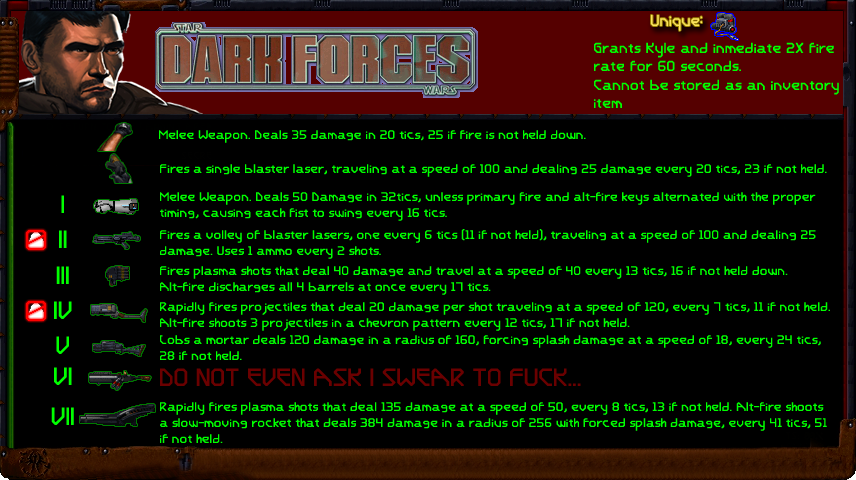 STAR
DARK FORCES
WARS
Unique:
Grants Kyle and inmediate 2X fire
rate for 60 seconds.
Cannot be stored as an inventory
item
Melee Weapon. Deals 35 damage in 20 tics, 25 if fire is not held down.
Fires a single blaster laser, traveling at a speed of 100 and dealing 25 damage every 20 tics, 23 if not held.
I
Melee Weapon. Deals 50 Damage in 32tics, unless primary fire and alt-fire keys alternated with the proper
timing, causing each fist to swing every 16 tics.
II
Fires a volley of blaster lasers, one every 6 tics (11 if not held), traveling at a speed of 100 and dealing 25
damage. Uses 1 ammo every 2 shots.
III
Fires plasma shots that deal 40 damage and travel at a speed of 40 every 13 tics, 16 if not held down.
Alt-fire discharges all 4 barrels at once every 17 tics.
IV
Rapidly fires projectiles that deal 20 damage per shot traveling at a speed of 120, every 7 tics, 11 if not held.
Alt-fire shoots 3 projectiles in a chevron pattern every 12 tics, 17 if not held.
V
Lobs a mortar deals 120 damage in a radius of 160, forcing splash damage at a speed of 18, every 24 tics,
28 if not held.
VI
DO NOT EVEN ASK I SWEAR TO FUCK...
VII
Rapidly fires plasma shots that deal 135 damage at a speed of 50, every 8 tics, 13 if not held. Alt-fire shoots
a slow-moving rocket that deals 384 damage in a radius of 256 with forced splash damage, every 41 tics, 51
if not held.